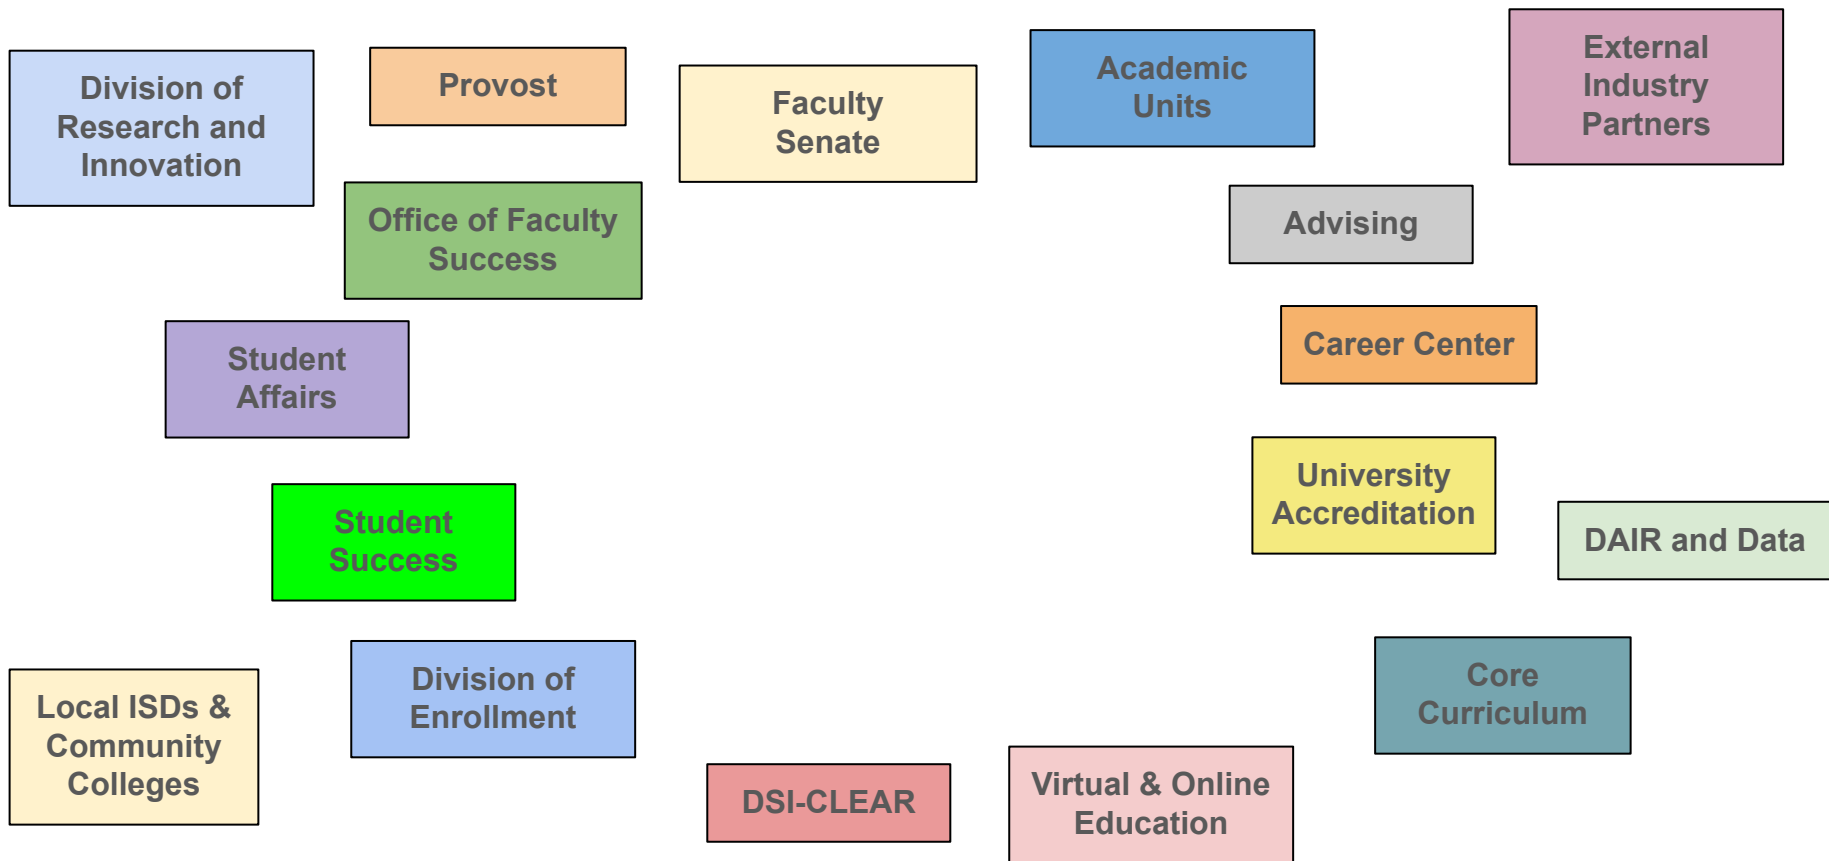 Division of
Research and
Innovation
Provost
Faculty
Senate
Academic
Units
External
Industry
Partners
Office of Faculty
Success
Advising
Student
Affairs
Career Center
University
Accreditation
Student
Success
DAIR and Data
Division of
Enrollment
Core
Curriculum
Local ISDs &
Community
Colleges
DSI-CLEAR
Virtual & Online
Education